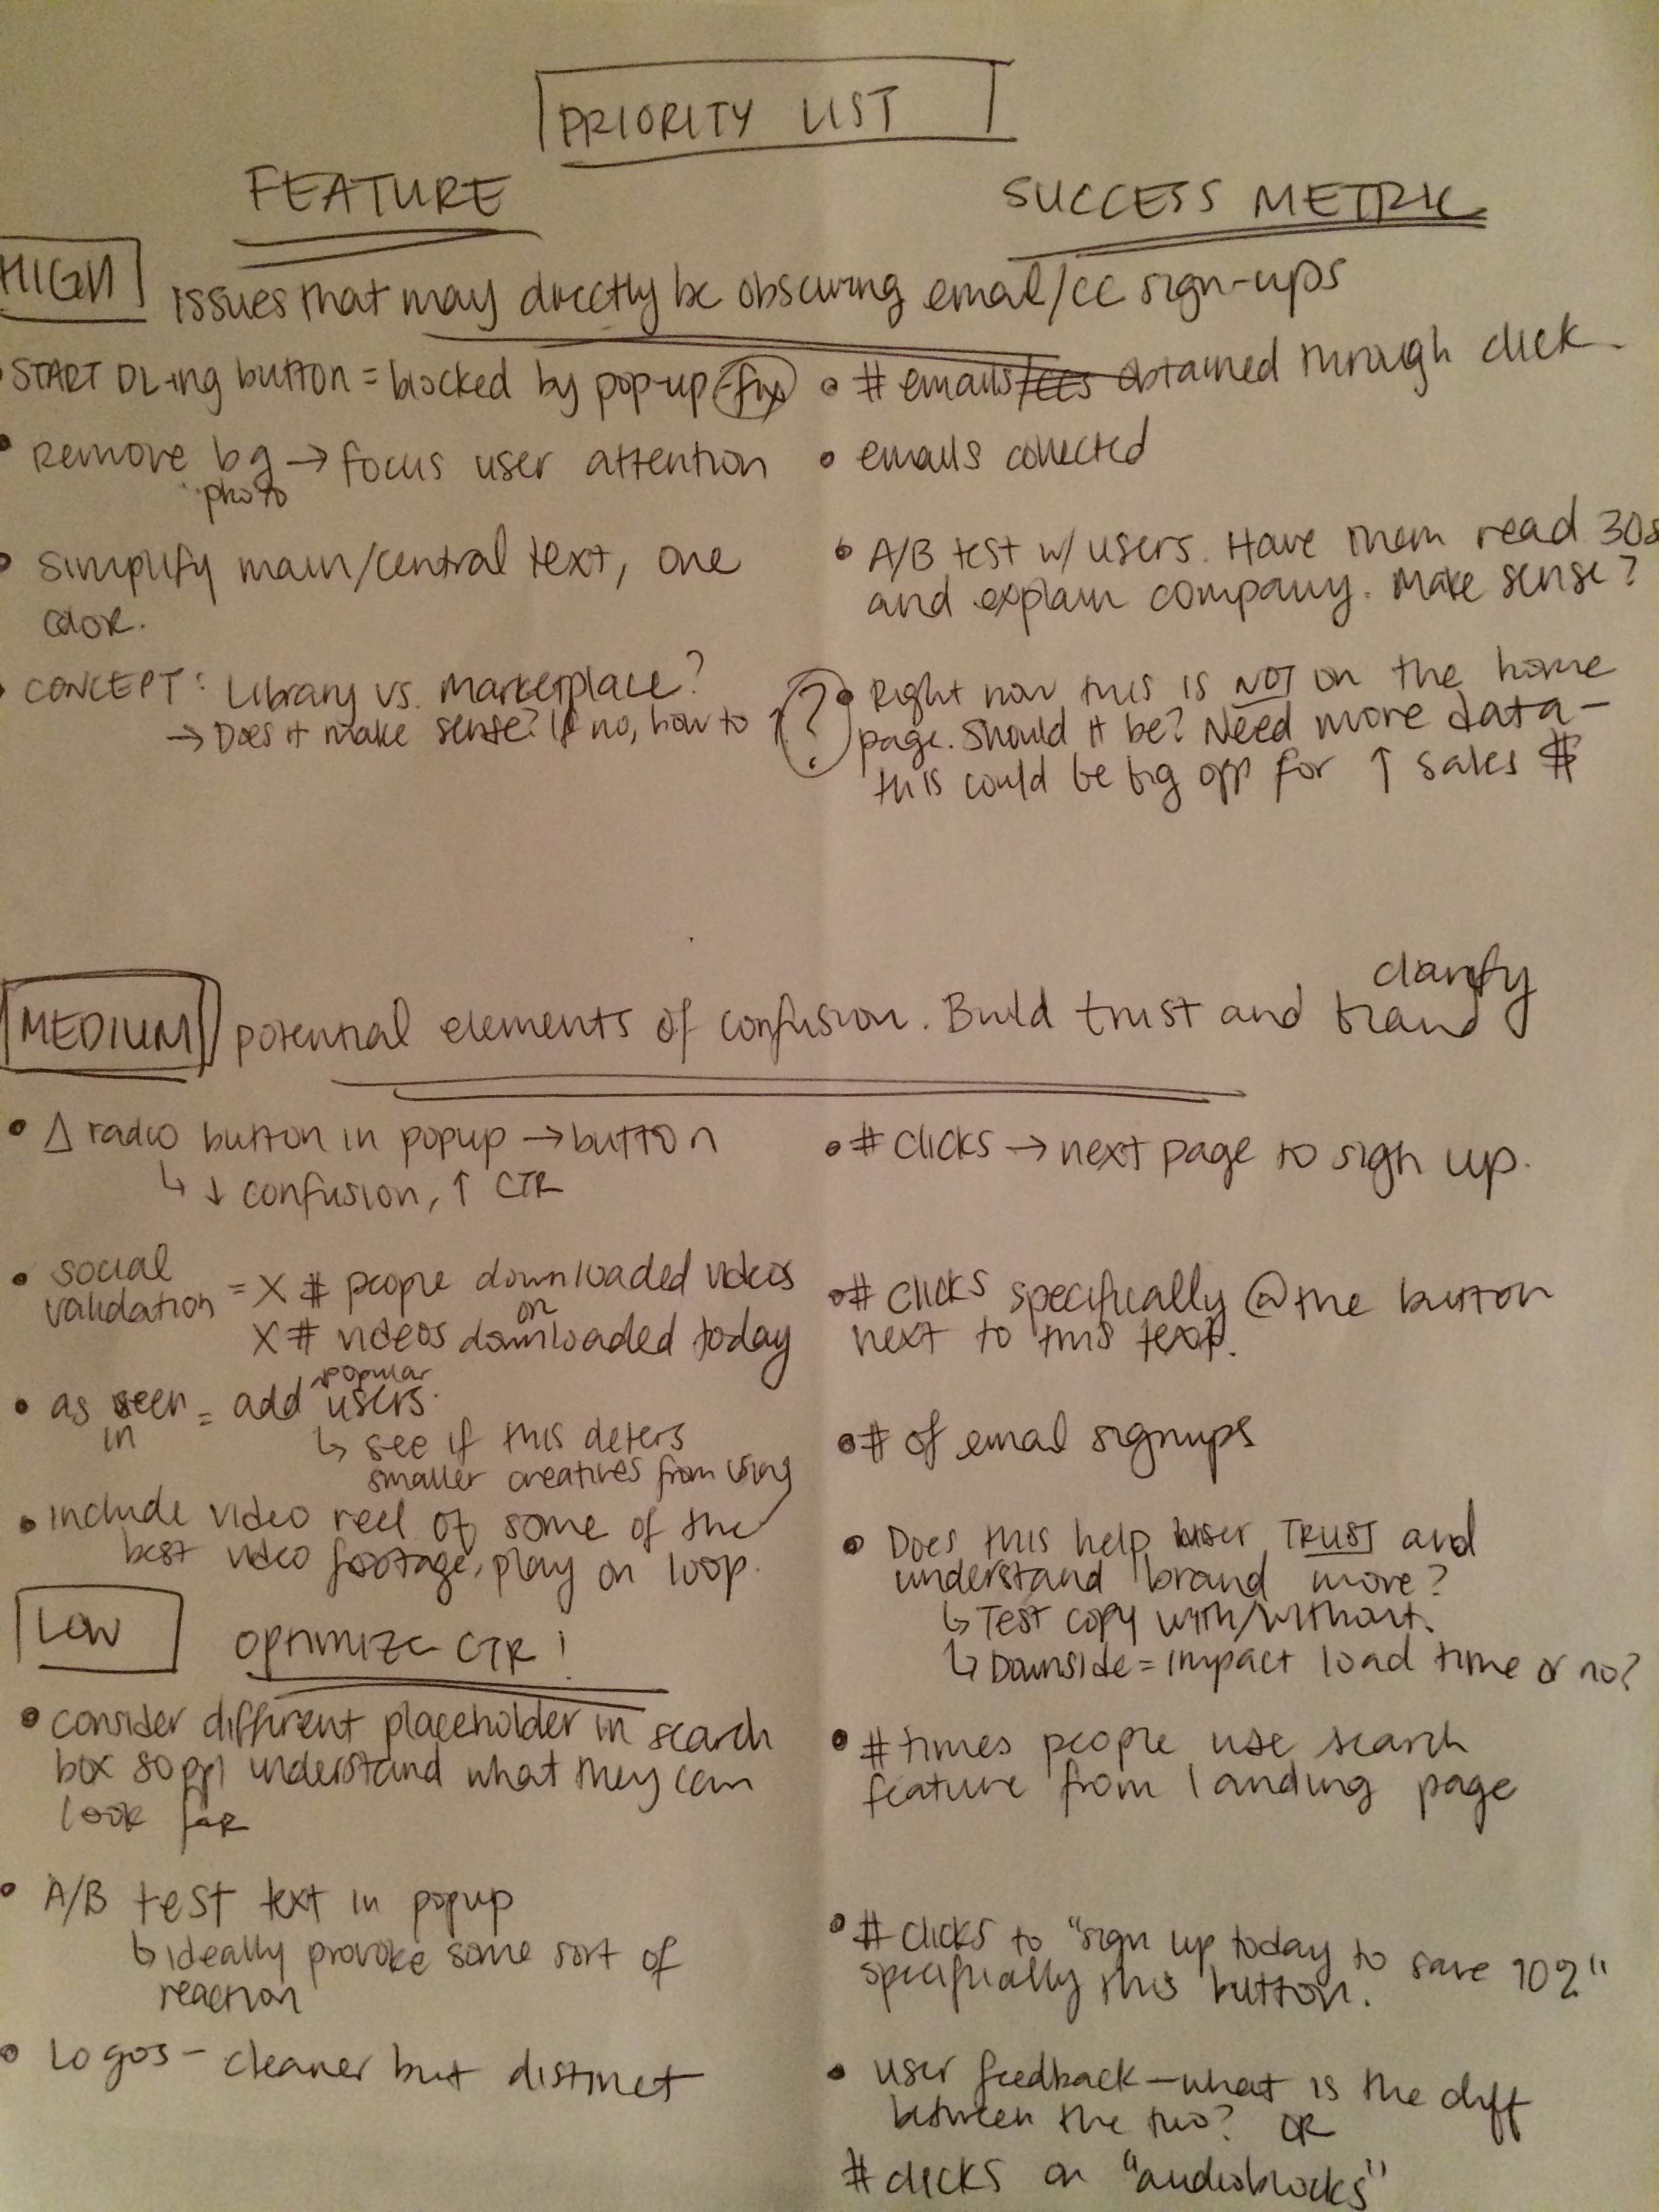 PRIORITY LIST
FEATURE
SUCCESS METRIC
HIGH
issues that may directly be obscuring email/cc sign-ups
• START DL-ing button = blocked by pop-up - fix
• # emails/ccs obtained through click.
• Remove bg → focus user attention
photo
• emails collected
• simplify main/central text, one
color.
• A/B test w/ users. Have them read 30s
and explain company. Make sense?
• CONCEPT: Library vs. Marketplace?
→ Does it make sense? If no, how to ↑
?
• Right now this is NOT on the home
page. Should it be? Need more data -
this could be big opp for ↑ sales #
MEDIUM
potential elements of confusion. Build trust and brand
clarify
• Δ radio button in popup → button
↳ ↓ confusion, ↑ CTR
• # clicks → next page to sign up.
• social
validation
= X # people downloaded videos
or
X # videos downloaded today
• # clicks specifically @ the button
next to this text.
• as seen = add users.
in
popular
↳ see if this deters
smaller creatives from using
• # of email signups
• include video reel of some of the
best video footage, play on loop.
• Does this help user TRUST and
understand brand more?
↳ Test copy with/without.
↳ Downside = impact load time or no?
LOW
OPTIMIZE CTR!
• consider different placeholder in search
box so ppl understand what they can
look for
• # times people use search
feature from landing page
• A/B test text in popup
↳ ideally provoke some sort of
reaction
• # clicks to "sign up today to save 10%"
specifically this button.
• Logos - cleaner but distinct
• user feedback - what is the diff
between the two? OR
# clicks on "audioblocks"